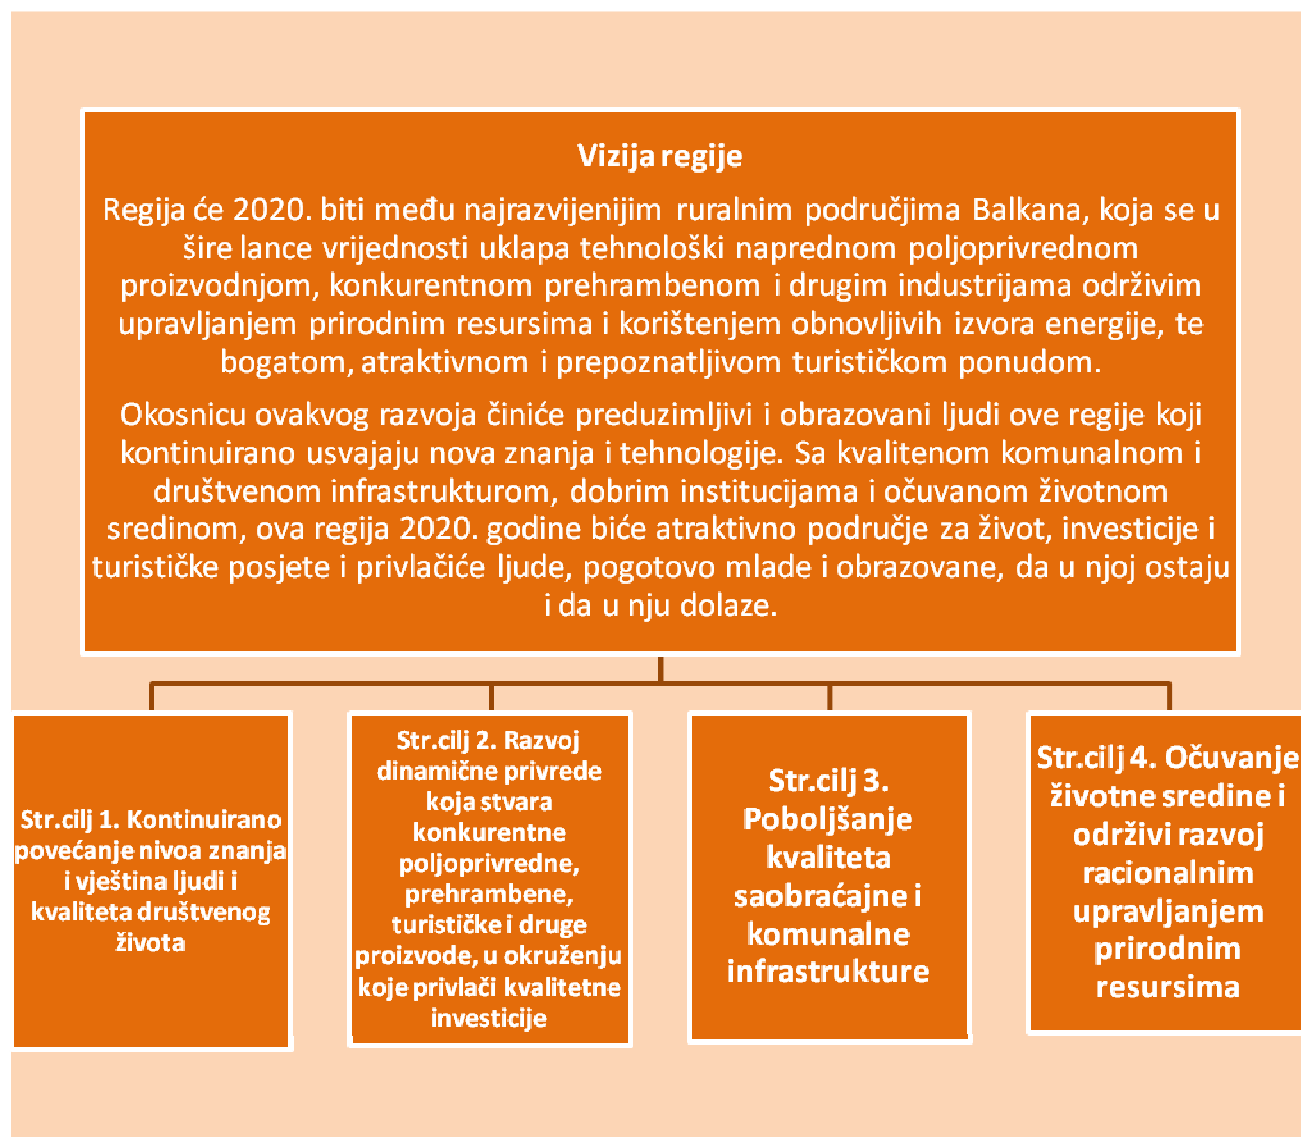 Vizija regije
Regija će 2020. biti među najrazvijenijim ruralnim područjima Balkana, koja se u
šire lance vrijednosti uklapa tehnološki naprednom poljoprivrednom
proizvodnjom, konkurentnom prehrambenom i drugim industrijama održivim
upravljanjem prirodnim resursima i korištenjem obnovljivih izvora energije, te
bogatom, atraktivnom i prepoznatljivom turističkom ponudom.
Okosnicu ovakvog razvoja činiće preduzimljivi i obrazovani ljudi ove regije koji
kontinuirano usvajaju nova znanja i tehnologije. Sa kvalitenom komunalnom i
društvenom infrastrukturom, dobrim institucijama i očuvanom životnom
sredinom, ova regija 2020. godine biće atraktivno područje za život, investicije i
turističke posjete i privlačiće ljude, pogotovo mlade i obrazovane, da u njoj ostaju
i da u nju dolaze.
Str.cilj 1. Kontinuirano
povećanje nivoa znanja
i vještina ljudi i
kvaliteta društvenog
života
Str.cilj 2. Razvoj
dinamične privrede
koja stvara
konkurentne
poljoprivredne,
prehrambene,
turističke i druge
proizvode, u okruženju
koje privlači kvalitetne
investicije
Str.cilj 3.
Poboljšanje
kvaliteta
saobraćajne i
komunalne
infrastrukture
Str.cilj 4. Očuvanje
životne sredine i
održivi razvoj
racionalnim
upravljanjem
prirodnim
resursima